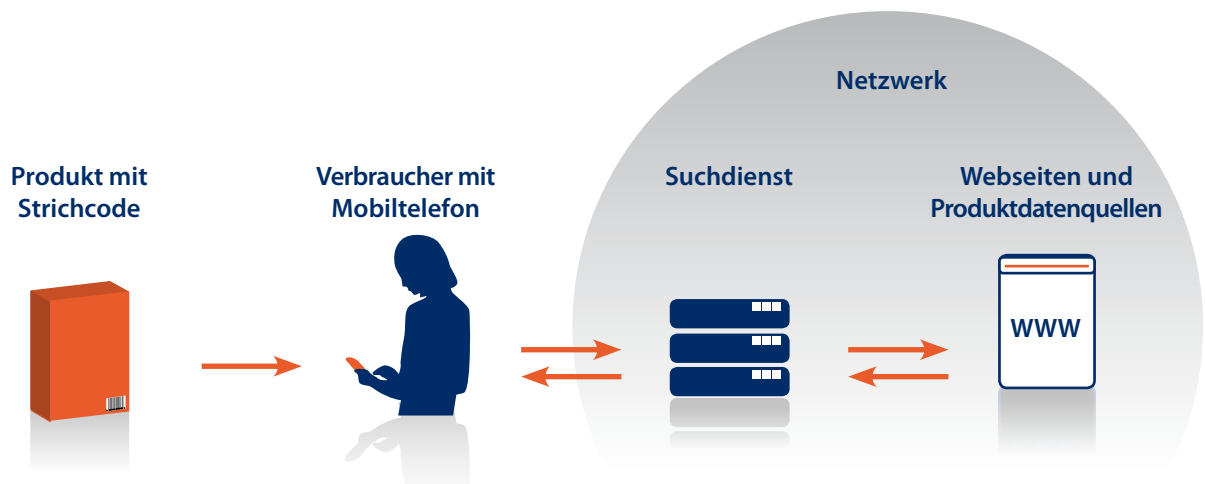 Netzwerk
Produkt mit
Strichcode
Verbraucher mit
Mobiltelefon
Suchdienst
Webseiten und
Produktdatenquellen
WWW